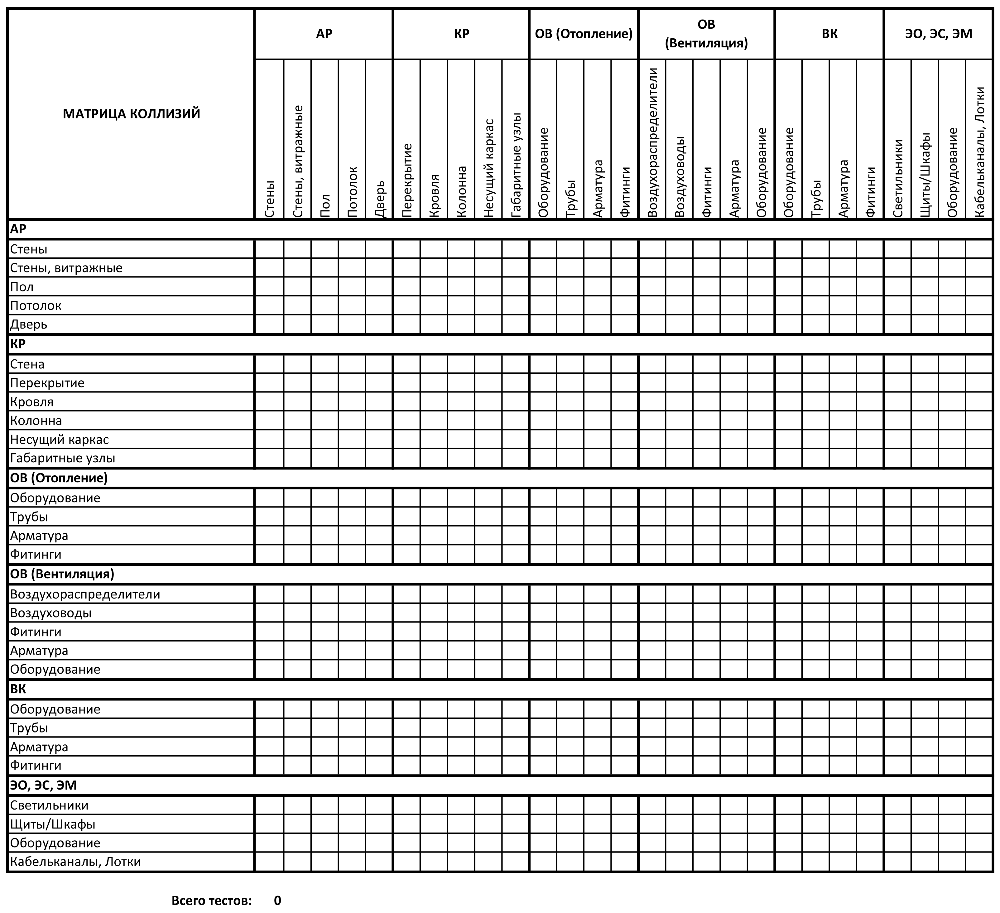 МАТРИЦА КОЛЛИЗИЙ
АР
КР
ОВ (Отопление)
ОВ
(Вентиляция)
ВК
ЭО, ЭС, ЭМ
Стены
Стены, витражные
Пол
Потолок
Дверь
Перекрытие
Кровля
Колонна
Несущий каркас
Габаритные узлы
Оборудование
Трубы
Арматура
Фитинги
Воздухораспределители
Воздуховоды
Фитинги
Арматура
Оборудование
Оборудование
Трубы
Арматура
Фитинги
Светильники
Щиты/Шкафы
Оборудование
Кабельканалы, Лотки
АР
Стены
Стены, витражные
Пол
Потолок
Дверь
КР
Стена
Перекрытие
Кровля
Колонна
Несущий каркас
Габаритные узлы
ОВ (Отопление)
Оборудование
Трубы
Арматура
Фитинги
ОВ (Вентиляция)
Воздухораспределители
Воздуховоды
Фитинги
Арматура
Оборудование
ВК
Оборудование
Трубы
Арматура
Фитинги
ЭО, ЭС, ЭМ
Светильники
Щиты/Шкафы
Оборудование
Кабельканалы, Лотки
Всего тестов: 0